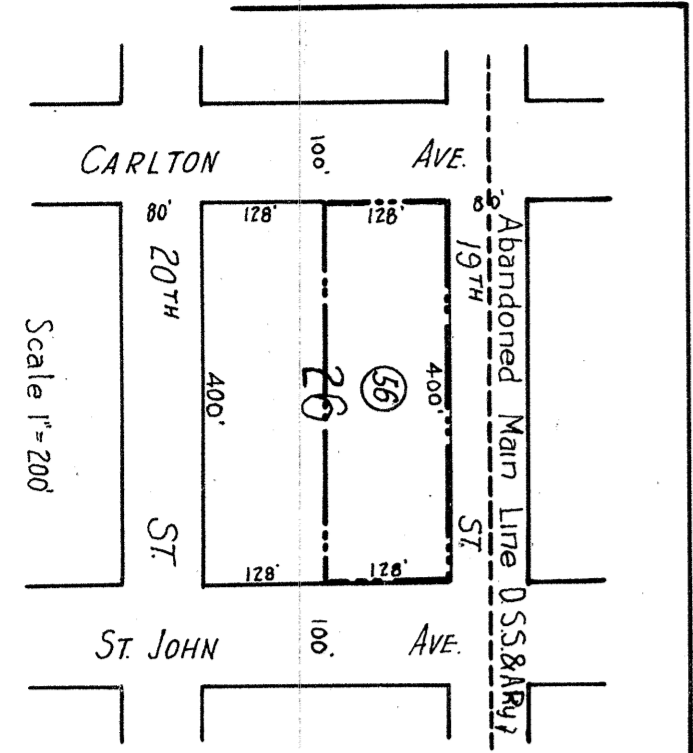 CARLTON AVE.
100'.
80'
128'
128'
80'
20TH ST.
19TH ST.
Abandoned Main Line D.S.S.&A Ry.
400'
26
56
400'
Scale 1"=200'
128'
128'
ST. JOHN AVE.
100.